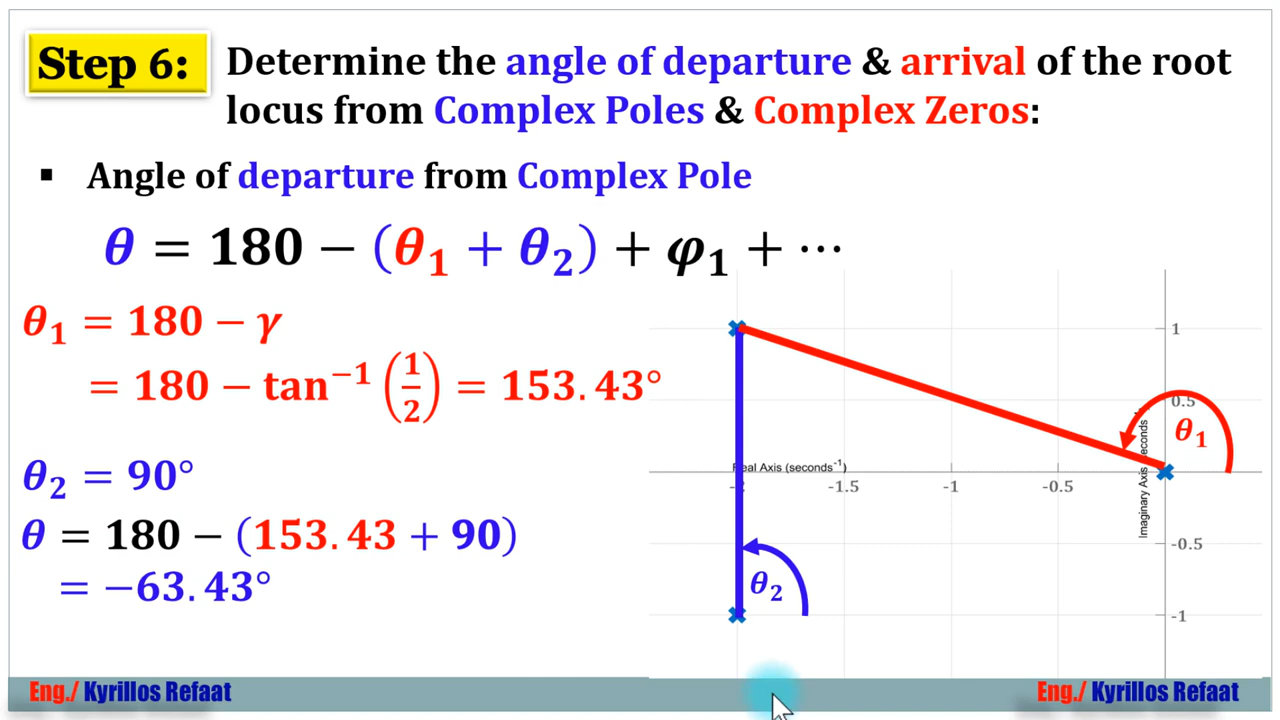 Step 6:
Determine the angle of departure & arrival of the root
locus from Complex Poles & Complex Zeros:
▪ Angle of departure from Complex Pole
θ = 180 − (θ₁ + θ₂) + φ₁ + ⋯
θ₁ = 180 − γ
= 180 − tan⁻¹ (1/2) = 153.43°
θ₂ = 90°
θ = 180 − (153.43 + 90)
= −63.43°
1
0.5
θ₁
Real Axis (seconds⁻¹)
-1.5
-1
-0.5
Imaginary Axis
-0.5
θ₂
-1
Eng./ Kyrillos Refaat
Eng./ Kyrillos Refaat